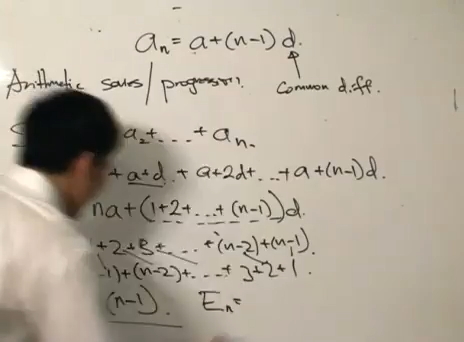 aₙ = a+(n-1)d.
Arithmetic series/progression. Common diff.
a₂+...+aₙ.
+ a+d + a+2d+...+a+(n-1)d.
na+(1+2+...+(n-1))d.
+2+3+...+(n-2)+(n-1).
1)+(n-2)+...+3+2+1.
(n-1). Eₙ=